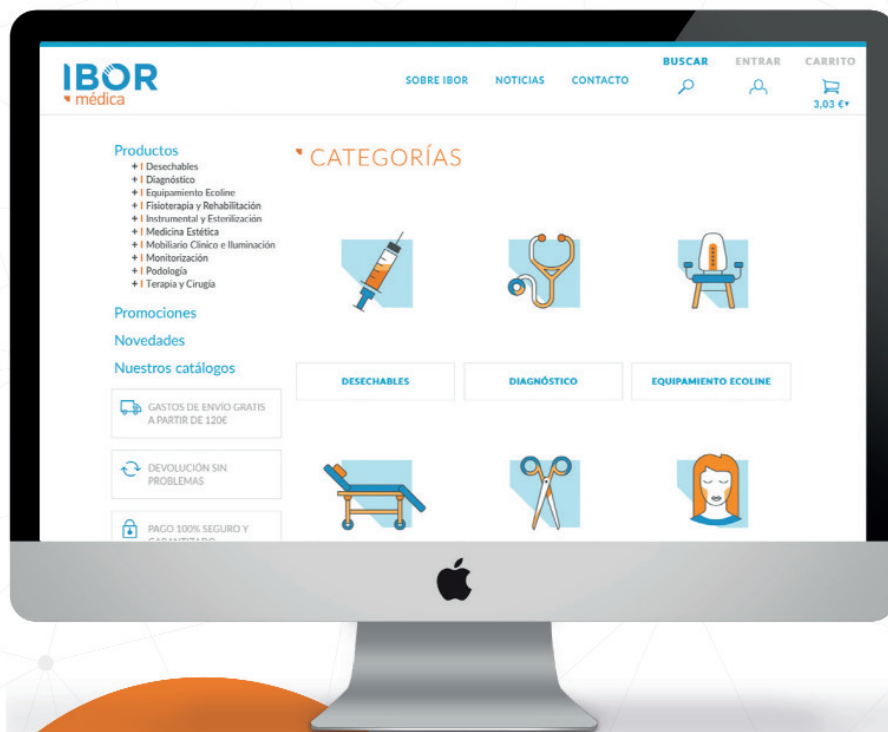 IBOR
médica
SOBRE IBOR
NOTICIAS
CONTACTO
BUSCAR
ENTRAR
CARRITO
3,03 €
Productos
+ I Desechables
+ I Diagnóstico
+ I Equipamiento Ecoline
+ I Fisioterapia y Rehabilitación
+ I Instrumental y Esterilización
+ I Medicina Estética
+ I Mobiliario Clínico e Iluminación
+ I Monitorización
+ I Podología
+ I Terapia y Cirugía
Promociones
Novedades
Nuestros catálogos
GASTOS DE ENVÍO GRATIS
A PARTIR DE 120€
DEVOLUCIÓN SIN
PROBLEMAS
PAGO 100% SEGURO Y
CATEGORÍAS
DESECHABLES
DIAGNÓSTICO
EQUIPAMIENTO ECOLINE